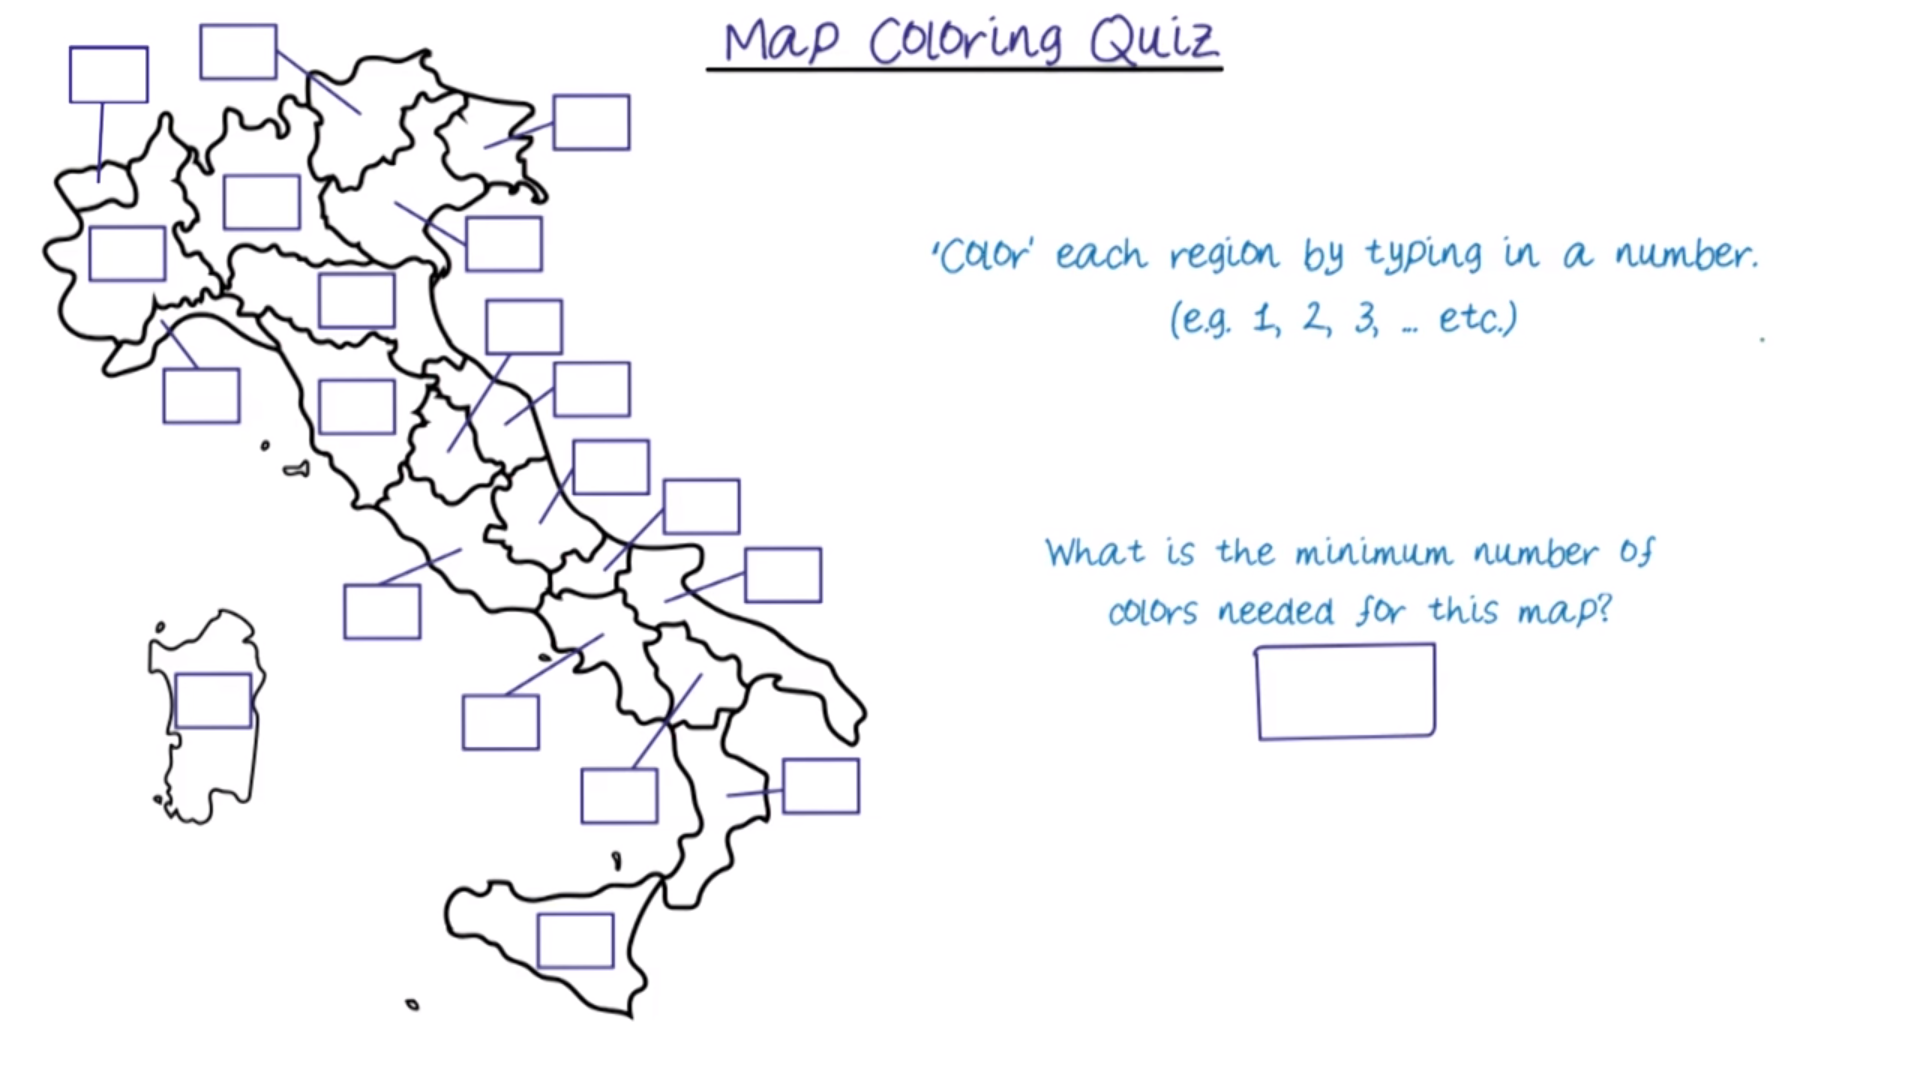 Map Coloring Quiz
'Color' each region by typing in a number.
(e.g. 1, 2, 3, ... etc.)
What is the minimum number of
colors needed for this map?